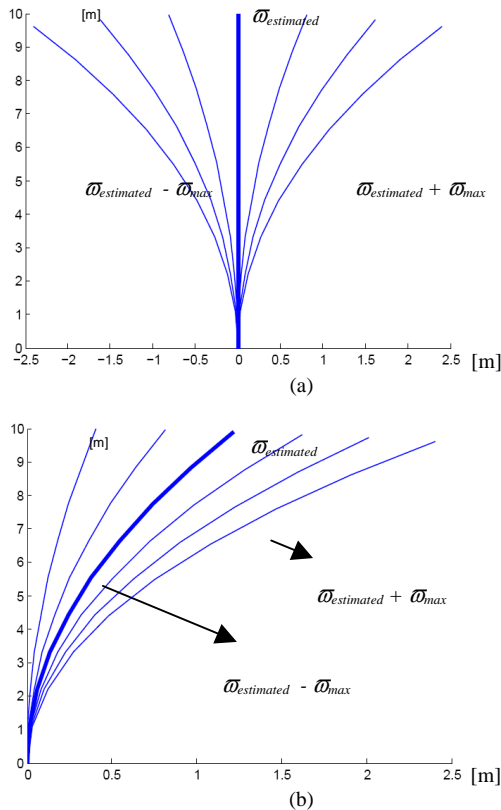 [m]
ϖestimated
10
9
8
7
6
5
ϖestimated - ϖmax
ϖestimated + ϖmax
4
3
2
1
0
−2.5 −2 −1.5 −1 −0.5 0 0.5 1 1.5 2 2.5 [m]
(a)
10
[m]
ϖestimated
9
8
7
6
5
ϖestimated + ϖmax
4
3
ϖestimated - ϖmax
2
1
0
0 0.5 1 1.5 2 2.5 [m]
(b)